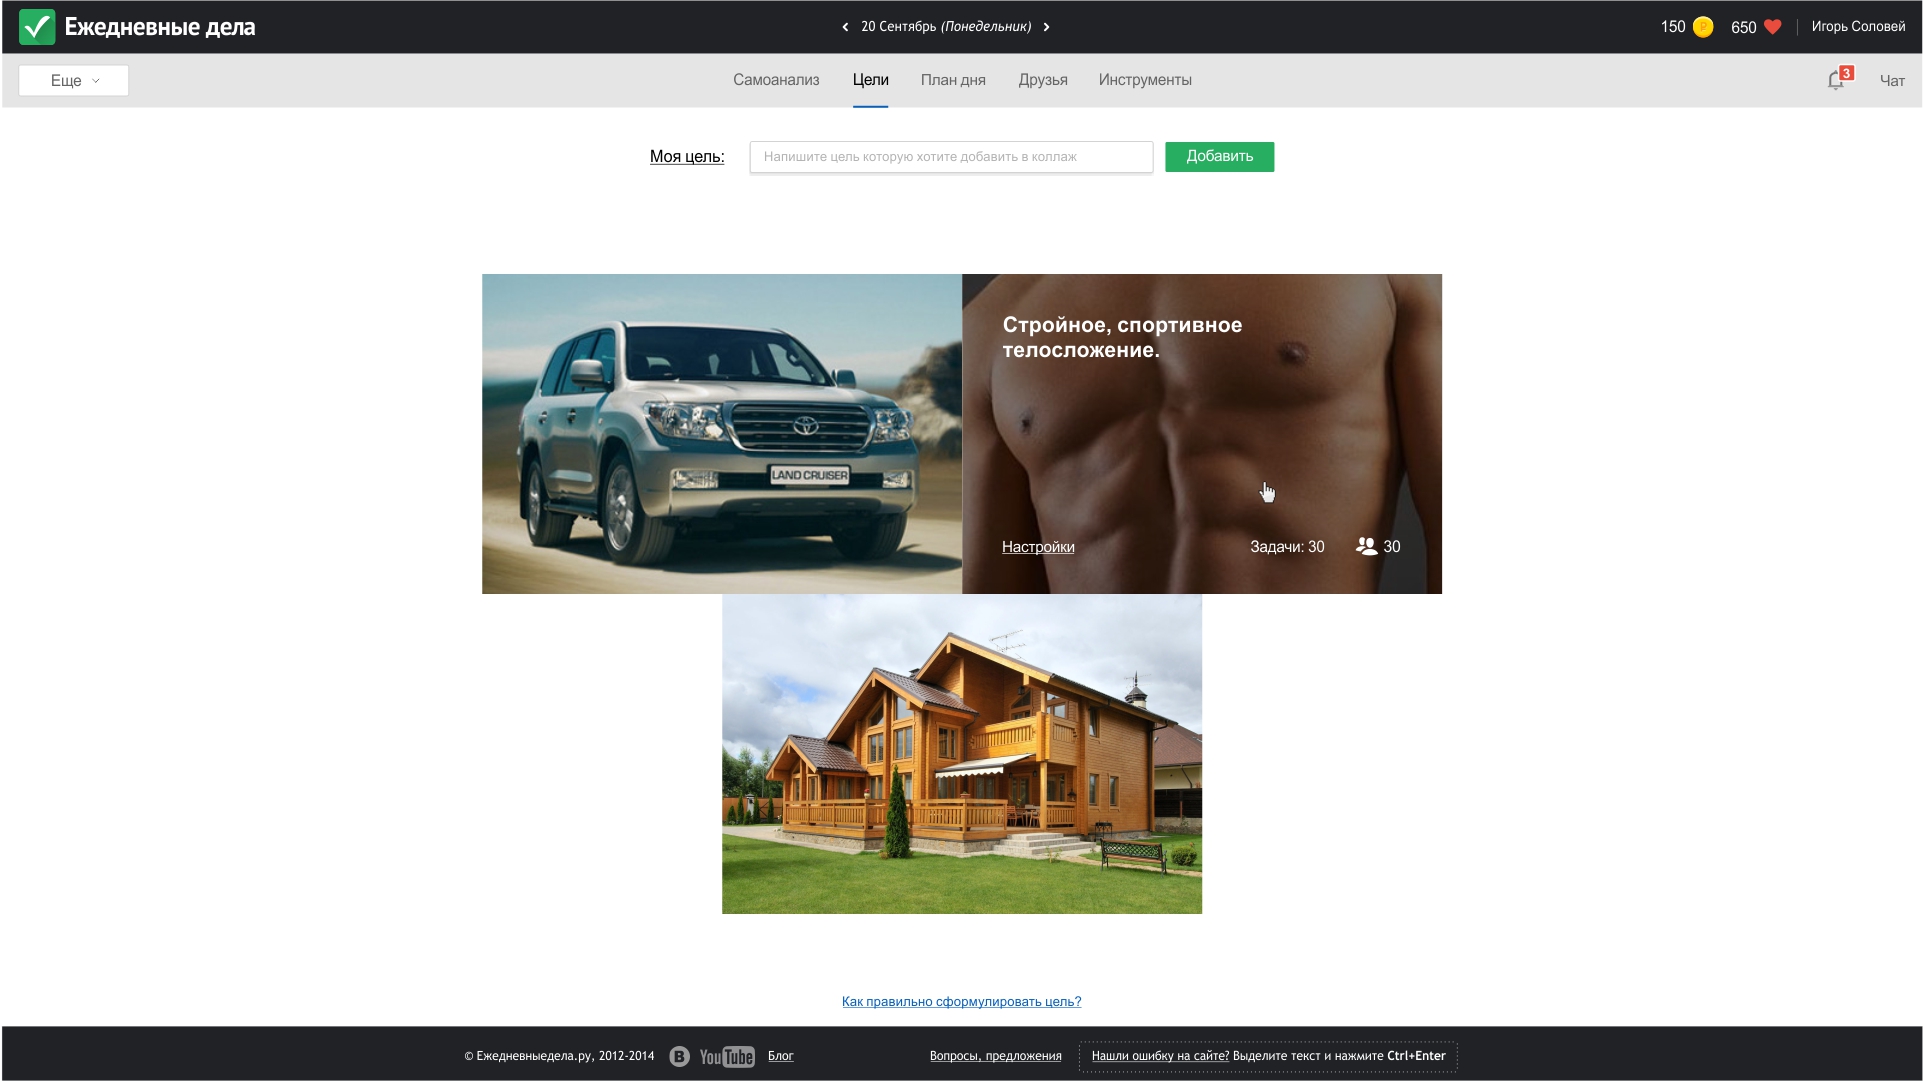 Ежедневные дела
20 Сентябрь (Понедельник)
150
650
Игорь Соловей
Еще
Самоанализ
Цели
План дня
Друзья
Инструменты
3
Чат
Моя цель:
Напишите цель которую хотите добавить в коллаж
Добавить
LAND CRUISER
Стройное, спортивное
телосложение.
Настройки
Задачи: 30
30
Как правильно сформулировать цель?
© Ежедневныедела.ру, 2012-2014
B
YouTube
Блог
Вопросы, предложения
Нашли ошибку на сайте? Выделите текст и нажмите Ctrl+Enter